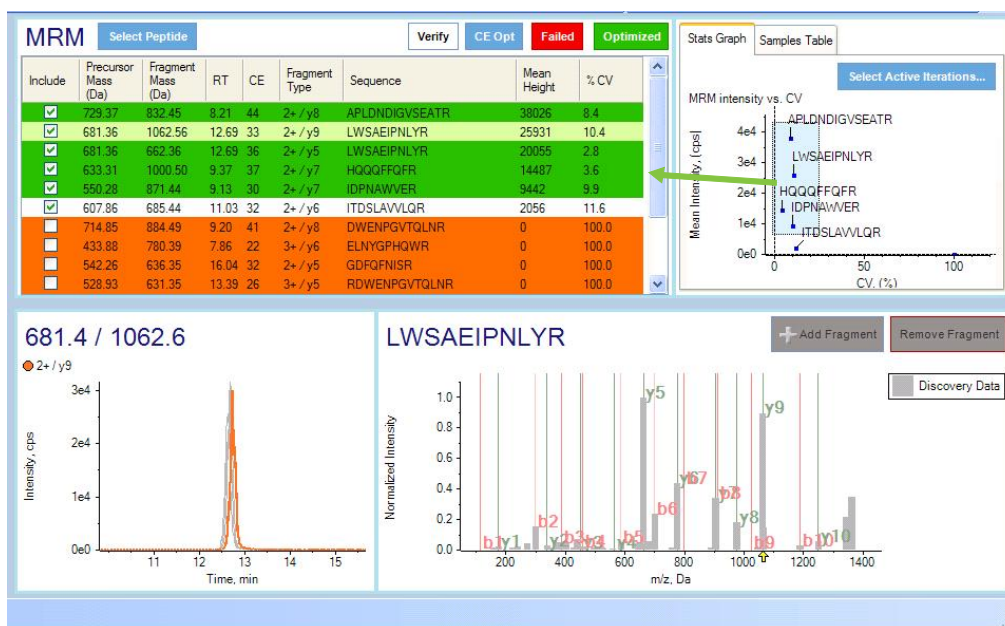 MRM Select Peptide Verify CE Opt Failed Optimized
Include Precursor Mass (Da) Fragment Mass (Da) RT CE Fragment Type Sequence Mean Height % CV
729.37 832.45 8.21 44 2+ / y8 APLDNDIGVSEATR 38026 8.4
681.36 1062.56 12.69 33 2+ / y9 LWSAEIPNLYR 25931 10.4
681.36 662.36 12.69 36 2+ / y5 LWSAEIPNLYR 20055 2.8
633.31 1000.50 9.37 37 2+ / y7 HQQQFFQFR 14487 3.6
550.28 871.44 9.13 30 2+ / y7 IDPNAWVER 9442 9.9
607.86 685.44 11.03 32 2+ / y6 ITDSLAVVLQR 2056 11.6
714.85 884.49 9.20 41 2+ / y8 DWENPGVTQLNR 0 100.0
433.88 780.39 7.86 22 3+ / y6 ELNYGPHQWR 0 100.0
542.26 636.35 16.04 32 2+ / y5 GDFQFNISR 0 100.0
528.93 631.35 13.39 26 3+ / y5 RDWENPGVTQLNR 0 100.0
Stats Graph Samples Table
Select Active Iterations...
MRM intensity vs. CV
Mean Intensity, [cps]
APLDNDIGVSEATR
4e4
LWSAEIPNLYR
3e4
HQQQFFQFR
2e4
IDPNAWVER
1e4
ITDSLAVVLQR
0e0
0 50 100
CV, (%)
681.4 / 1062.6
2+ / y9
Intensity, cps
3e4
2e4
1e4
0e0
11 12 13 14 15
Time, min
LWSAEIPNLYR
Add Fragment Remove Fragment
Discovery Data
Normalized Intensity
1.0
0.8
0.6
0.4
0.2
0.0
y5 y9
b7
b6 b8 y8
b2
b1 y1 b5 b9 b10 y10
200 400 600 800 1000 1200 1400
m/z, Da